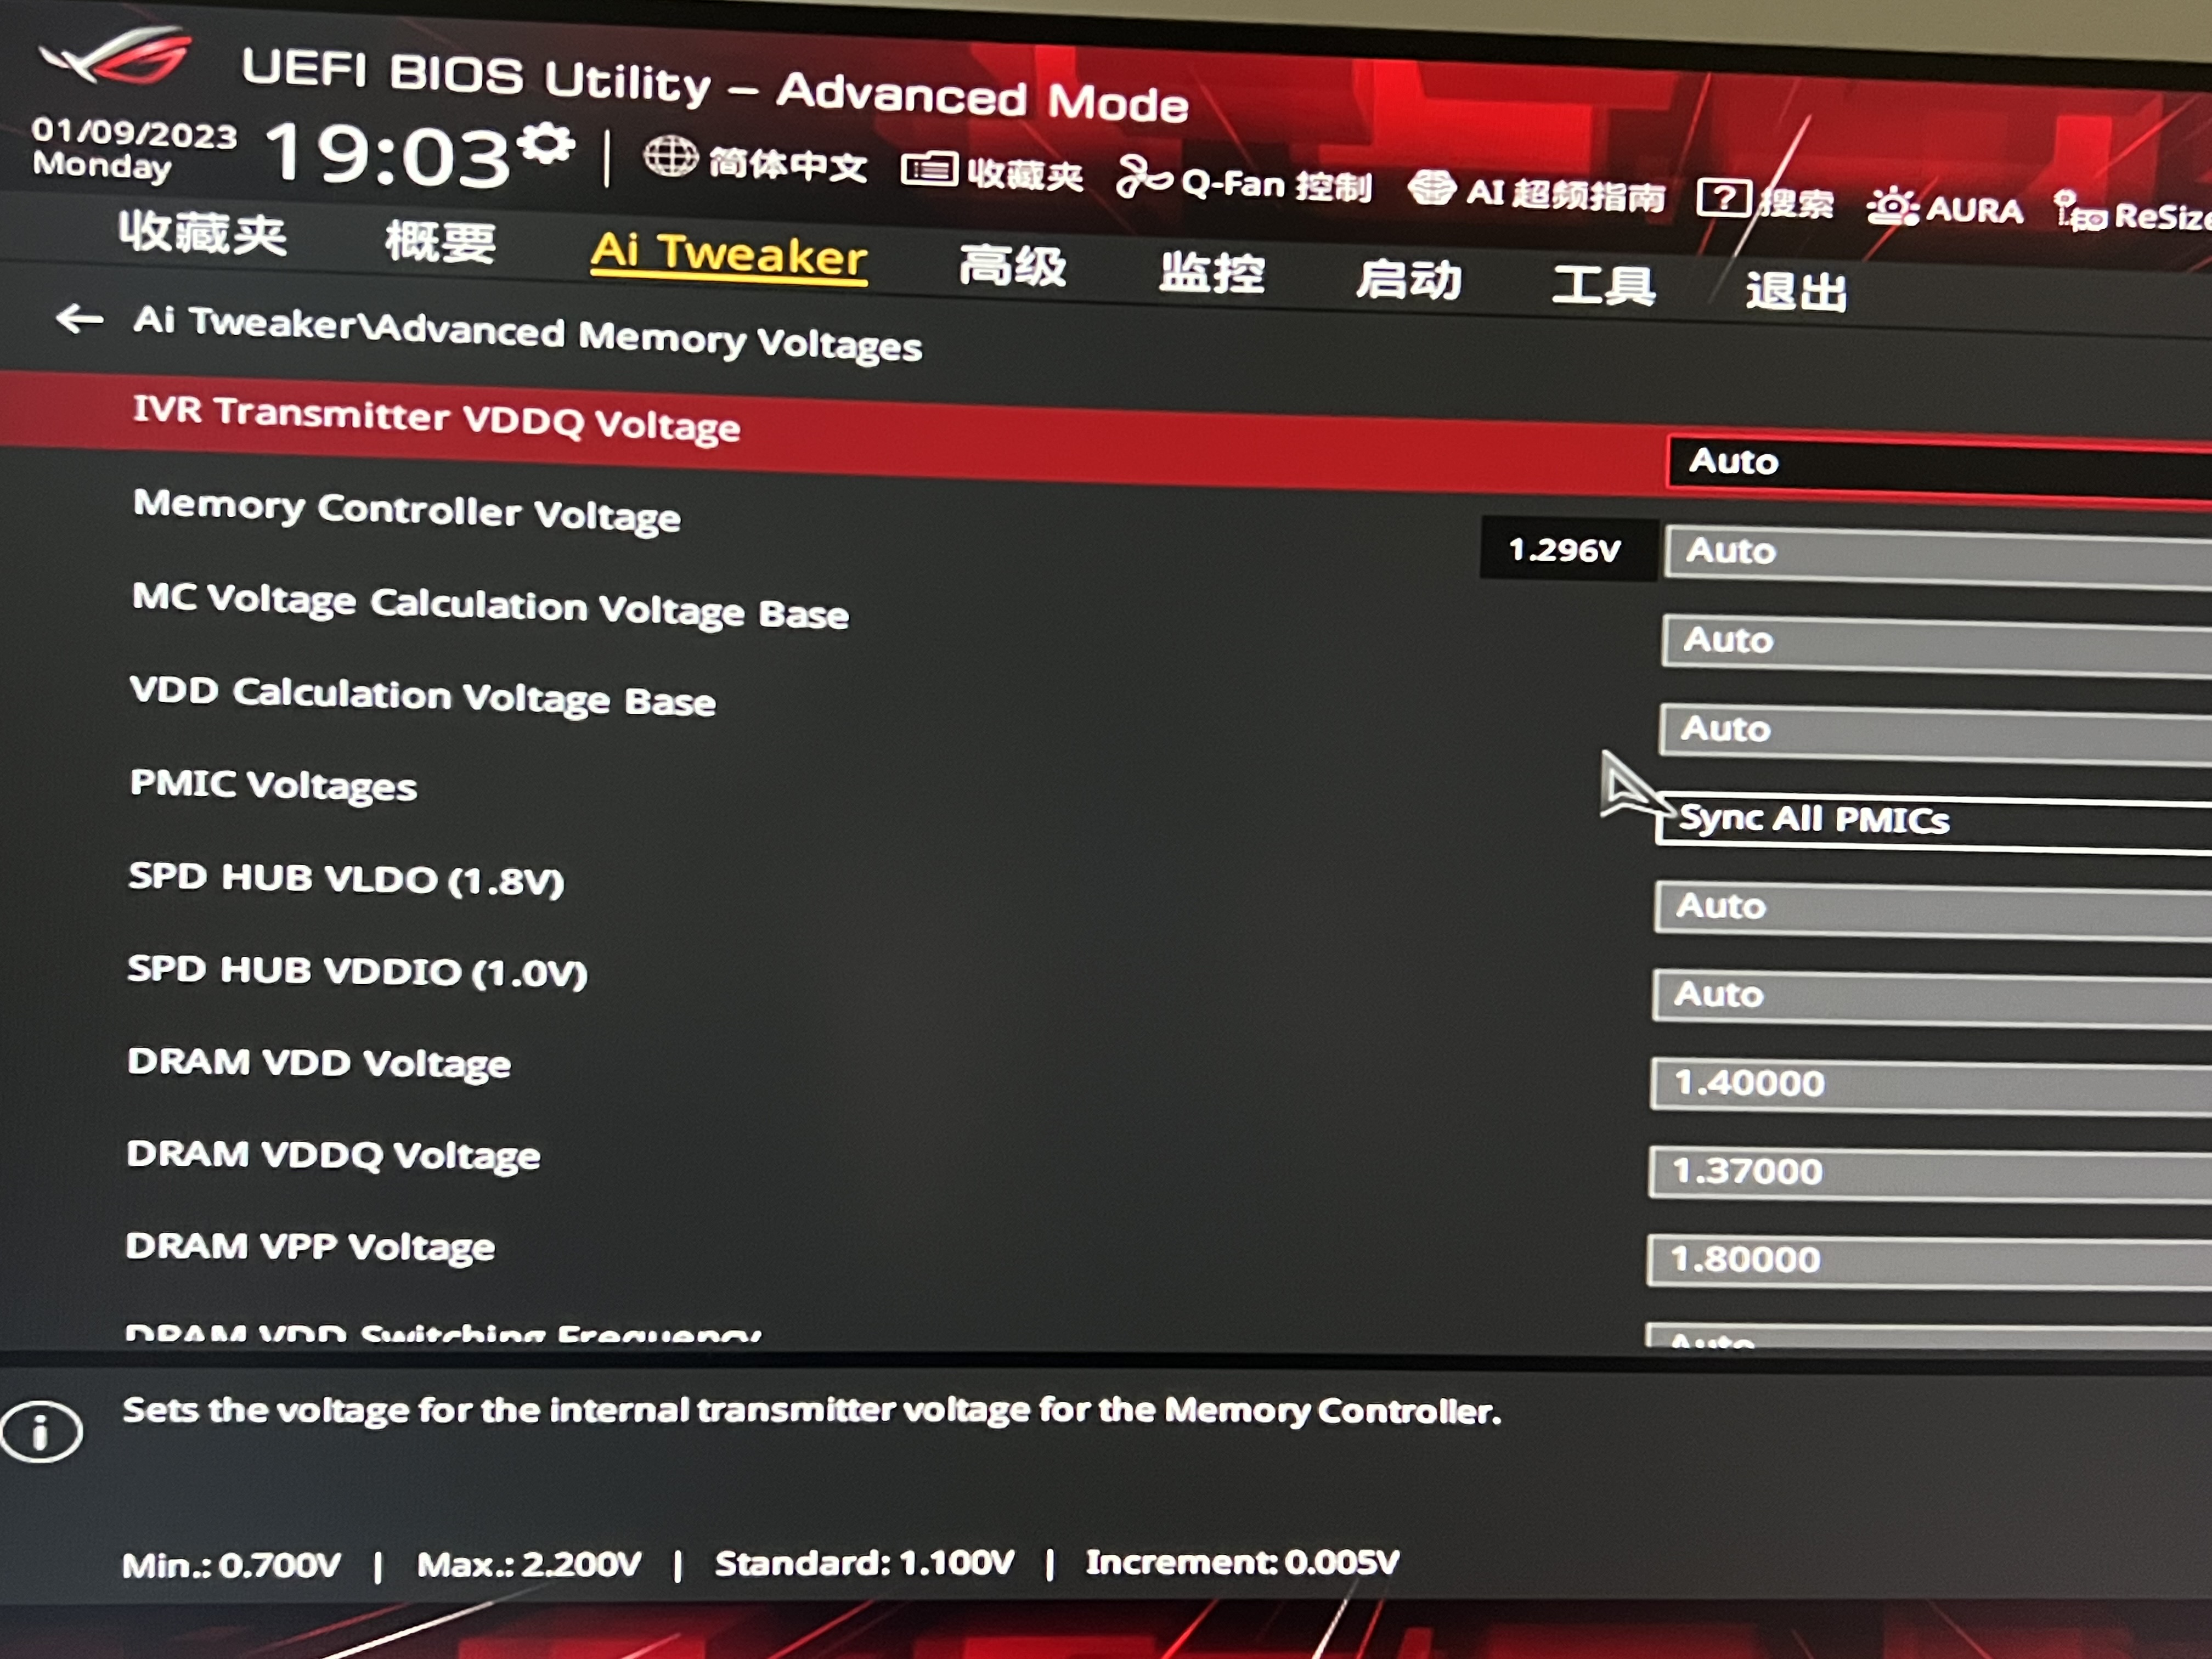 UEFI BIOS Utility – Advanced Mode
01/09/2023
Monday
19:03
简体中文
收藏夹
Q-Fan 控制
AI 超频指南
?
搜索
AURA
收藏夹
概要
Ai Tweaker
高级
监控
启动
工具
退出
Ai Tweaker\Advanced Memory Voltages
IVR Transmitter VDDQ Voltage Auto
Memory Controller Voltage 1.296V Auto
MC Voltage Calculation Voltage Base Auto
VDD Calculation Voltage Base Auto
PMIC Voltages Sync All PMICs
SPD HUB VLDO (1.8V) Auto
SPD HUB VDDIO (1.0V) Auto
DRAM VDD Voltage 1.40000
DRAM VDDQ Voltage 1.37000
DRAM VPP Voltage 1.80000
DRAM VDD Switching Frequency Auto
Sets the voltage for the internal transmitter voltage for the Memory Controller.
Min.: 0.700V | Max.: 2.200V | Standard: 1.100V | Increment: 0.005V